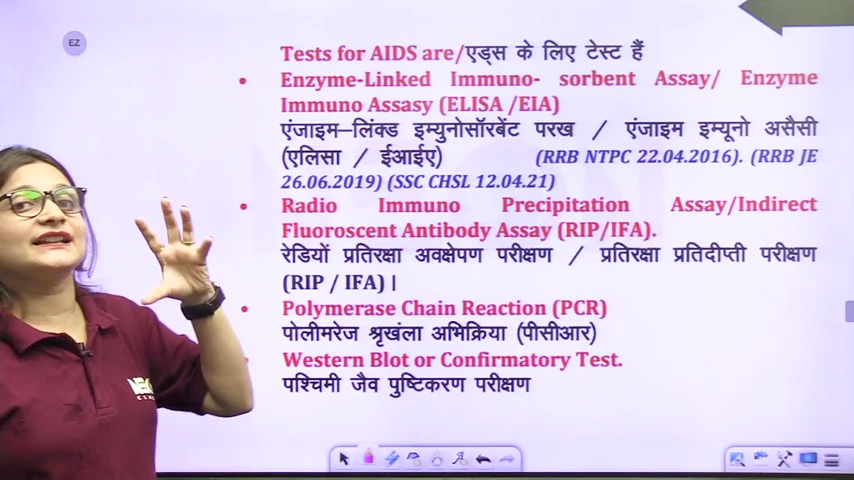 EZ
Tests for AIDS are/एड्स के लिए टेस्ट हैं
• Enzyme-Linked Immuno- sorbent Assay/ Enzyme
Immuno Assasy (ELISA /EIA)
एंजाइम–लिंक्ड इम्युनोसॉरबेंट परख / एंजाइम इम्यूनो असैसी
(एलिसा / ईआईए) (RRB NTPC 22.04.2016). (RRB JE
26.06.2019) (SSC CHSL 12.04.21)
• Radio Immuno Precipitation Assay/Indirect
Fluoroscent Antibody Assay (RIP/IFA).
रेडियों प्रतिरक्षा अवक्षेपण परीक्षण / प्रतिरक्षा प्रतिदीप्ती परीक्षण
(RIP / IFA)।
• Polymerase Chain Reaction (PCR)
पोलीमरेज श्रृखंला अभिक्रिया (पीसीआर)
Western Blot or Confirmatory Test.
पश्चिमी जैव पुष्टिकरण परीक्षण